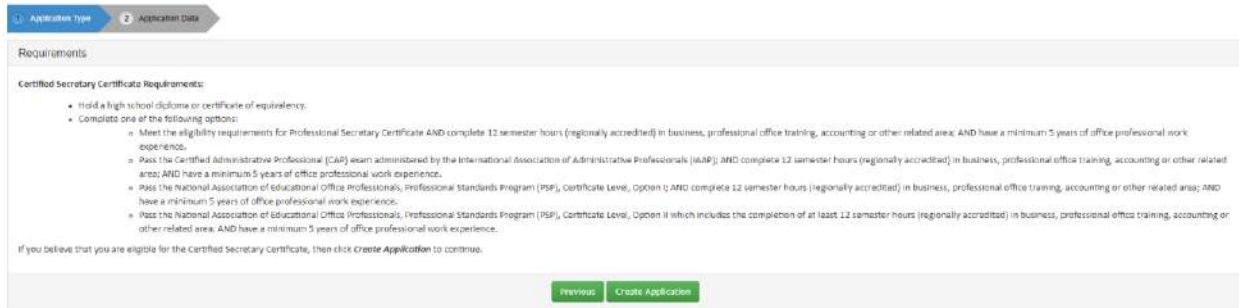 1 Application Type 2 Application Data
Requirements
Certified Secretary Certificate Requirements:
• Hold a high school diploma or certificate of equivalency.
• Complete one of the following options:
o Meet the eligibility requirements for Professional Secretary Certificate AND complete 12 semester hours (regionally accredited) in business, professional office training, accounting or other related area; AND have a minimum 5 years of office professional work
experience.
o Pass the Certified Administrative Professional (CAP) exam administered by the International Association of Administrative Professionals (IAAP); AND complete 12 semester hours (regionally accredited) in business, professional office training, accounting or other related
area; AND have a minimum 5 years of office professional work experience.
o Pass the National Association of Educational Office Professionals, Professional Standards Program (PSP), Certificate Level, Option I; AND complete 12 semester hours (regionally accredited) in business, professional office training, accounting or other related area; AND
have a minimum 5 years of office professional work experience.
o Pass the National Association of Educational Office Professionals, Professional Standards Program (PSP), Certificate Level, Option II which includes the completion of at least 12 semester hours (regionally accredited) in business, professional office training, accounting or
other related area; AND have a minimum 5 years of office professional work experience.
If you believe that you are eligible for the Certified Secretary Certificate, then click Create Application to continue.
Previous Create Application